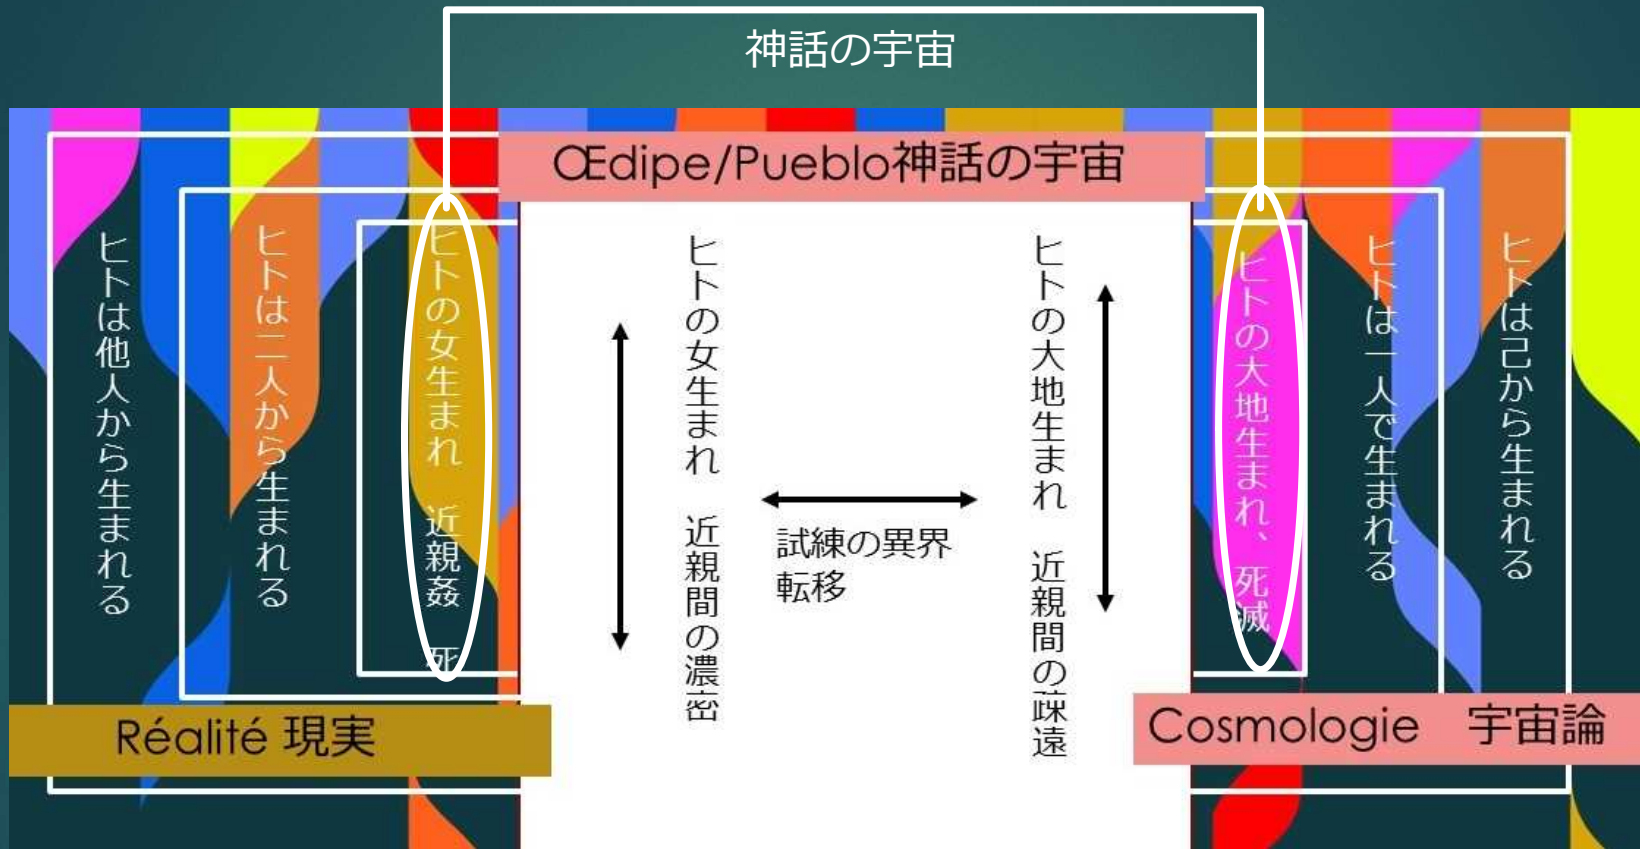 神話の宇宙
Œdipe/Pueblo神話の宇宙
ヒトは他人から生まれる
ヒトは二人から生まれる
ヒトの女生まれ　近親姦　死
ヒトの女生まれ　近親間の濃密
試練の異界
転移
ヒトの大地生まれ　近親間の疎遠
ヒトの大地生まれ、死滅
ヒトは一人で生まれる
ヒトは己から生まれる
Réalité 現実
Cosmologie　宇宙論